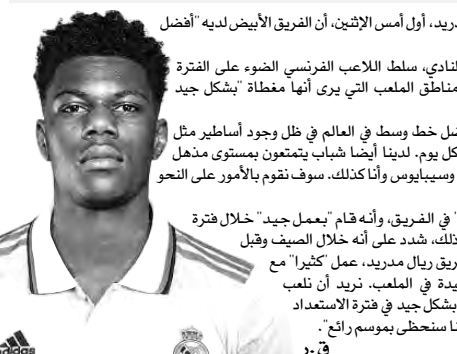 دريد، أول أمس الإثنين، أن الفريق الأبيض لديه "أفضل
لنادي، سلط اللاعب الفرنسي الضوء على الفترة
مناطق الملعب التي يرى أنها مغطاة "بشكل جيد
ضل خط وسط في العالم في ظل وجود أساطير مثل
كل يوم. لدينا أيضا شباب يتمتعون بمستوى مذهل
وسيبايوس وأنا كذلك. سوف نقوم بالأمور على النحو
" في الفريق، وأنه قام "بعمل جيد" خلال فترة
ذلك، شدد على أنه خلال الصيف وقبل
ريق ريال مدريد، عمل "كثيرا" مع
يدة في الملعب. نريد أن نلعب
بشكل جيد في فترة الاستعداد
نا سنحظى بموسم رائع".
adidas